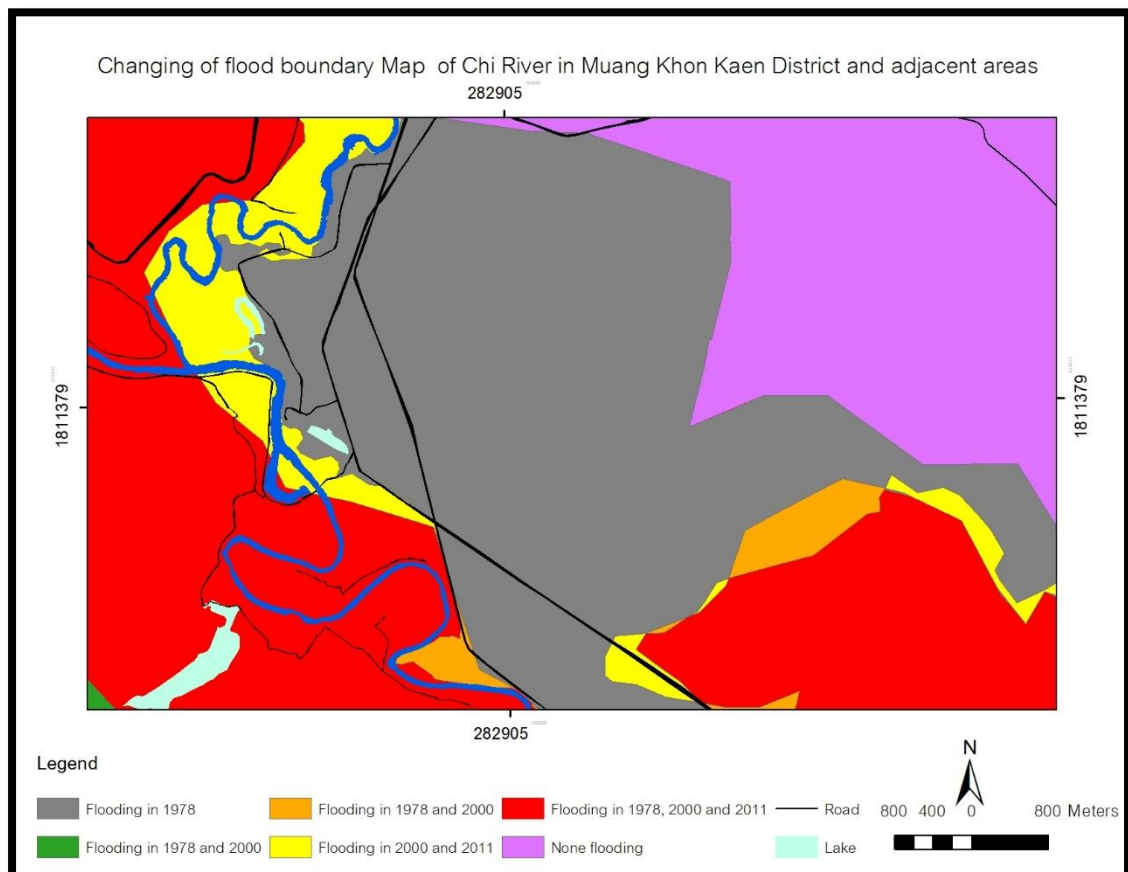 Changing of flood boundary Map of Chi River in Muang Khon Kaen District and adjacent areas
282905
1811379
1811379
282905
Legend
N
Flooding in 1978
Flooding in 1978 and 2000
Flooding in 1978, 2000 and 2011
Road
800 400 0 800 Meters
Flooding in 1978 and 2000
Flooding in 2000 and 2011
None flooding
Lake